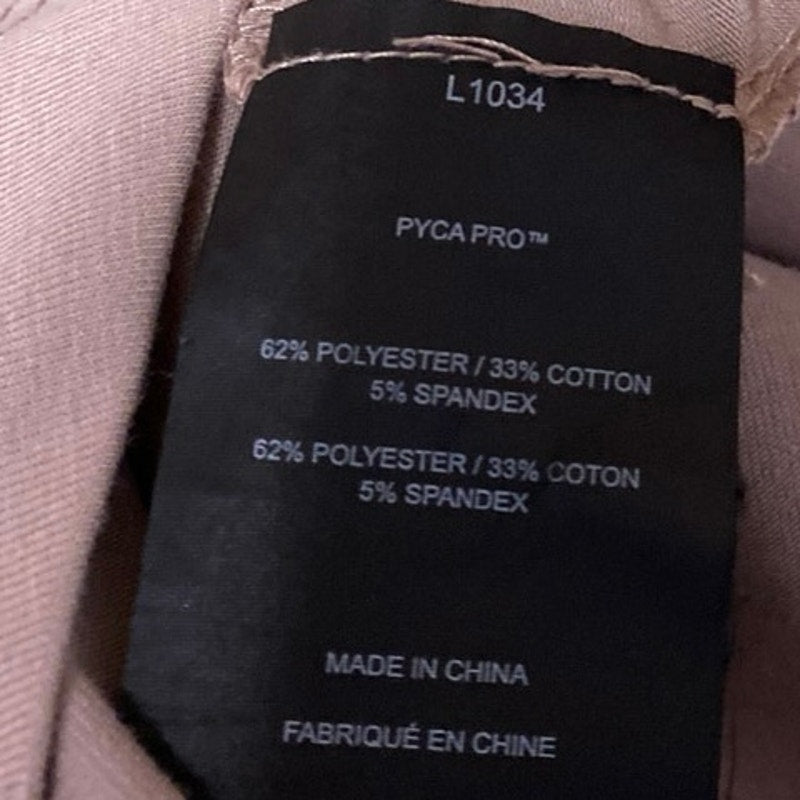 L1034
PYCA PRO™
62% POLYESTER / 33% COTTON
5% SPANDEX
62% POLYESTER / 33% COTON
5% SPANDEX
MADE IN CHINA
FABRIQUÉ EN CHINE